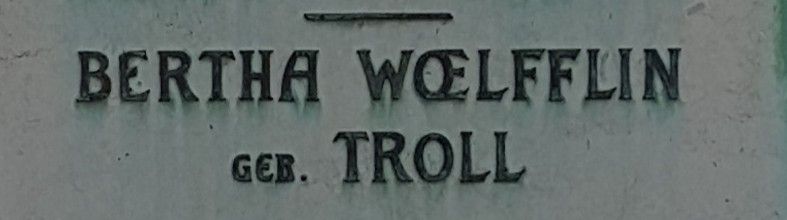 BERTHA WŒLFFLIN
GEB. TROLL